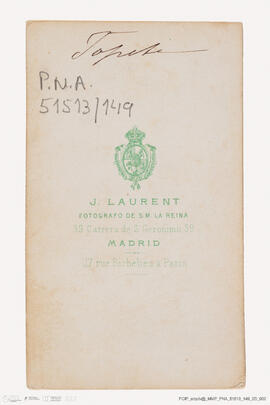 Topete
P.N.A.
51513/149
J. LAURENT
FOTOGRAFO DE S.M. LA REINA
39 Carrera de S. Geronimo 39
MADRID
27 rue Richelieu à Paris